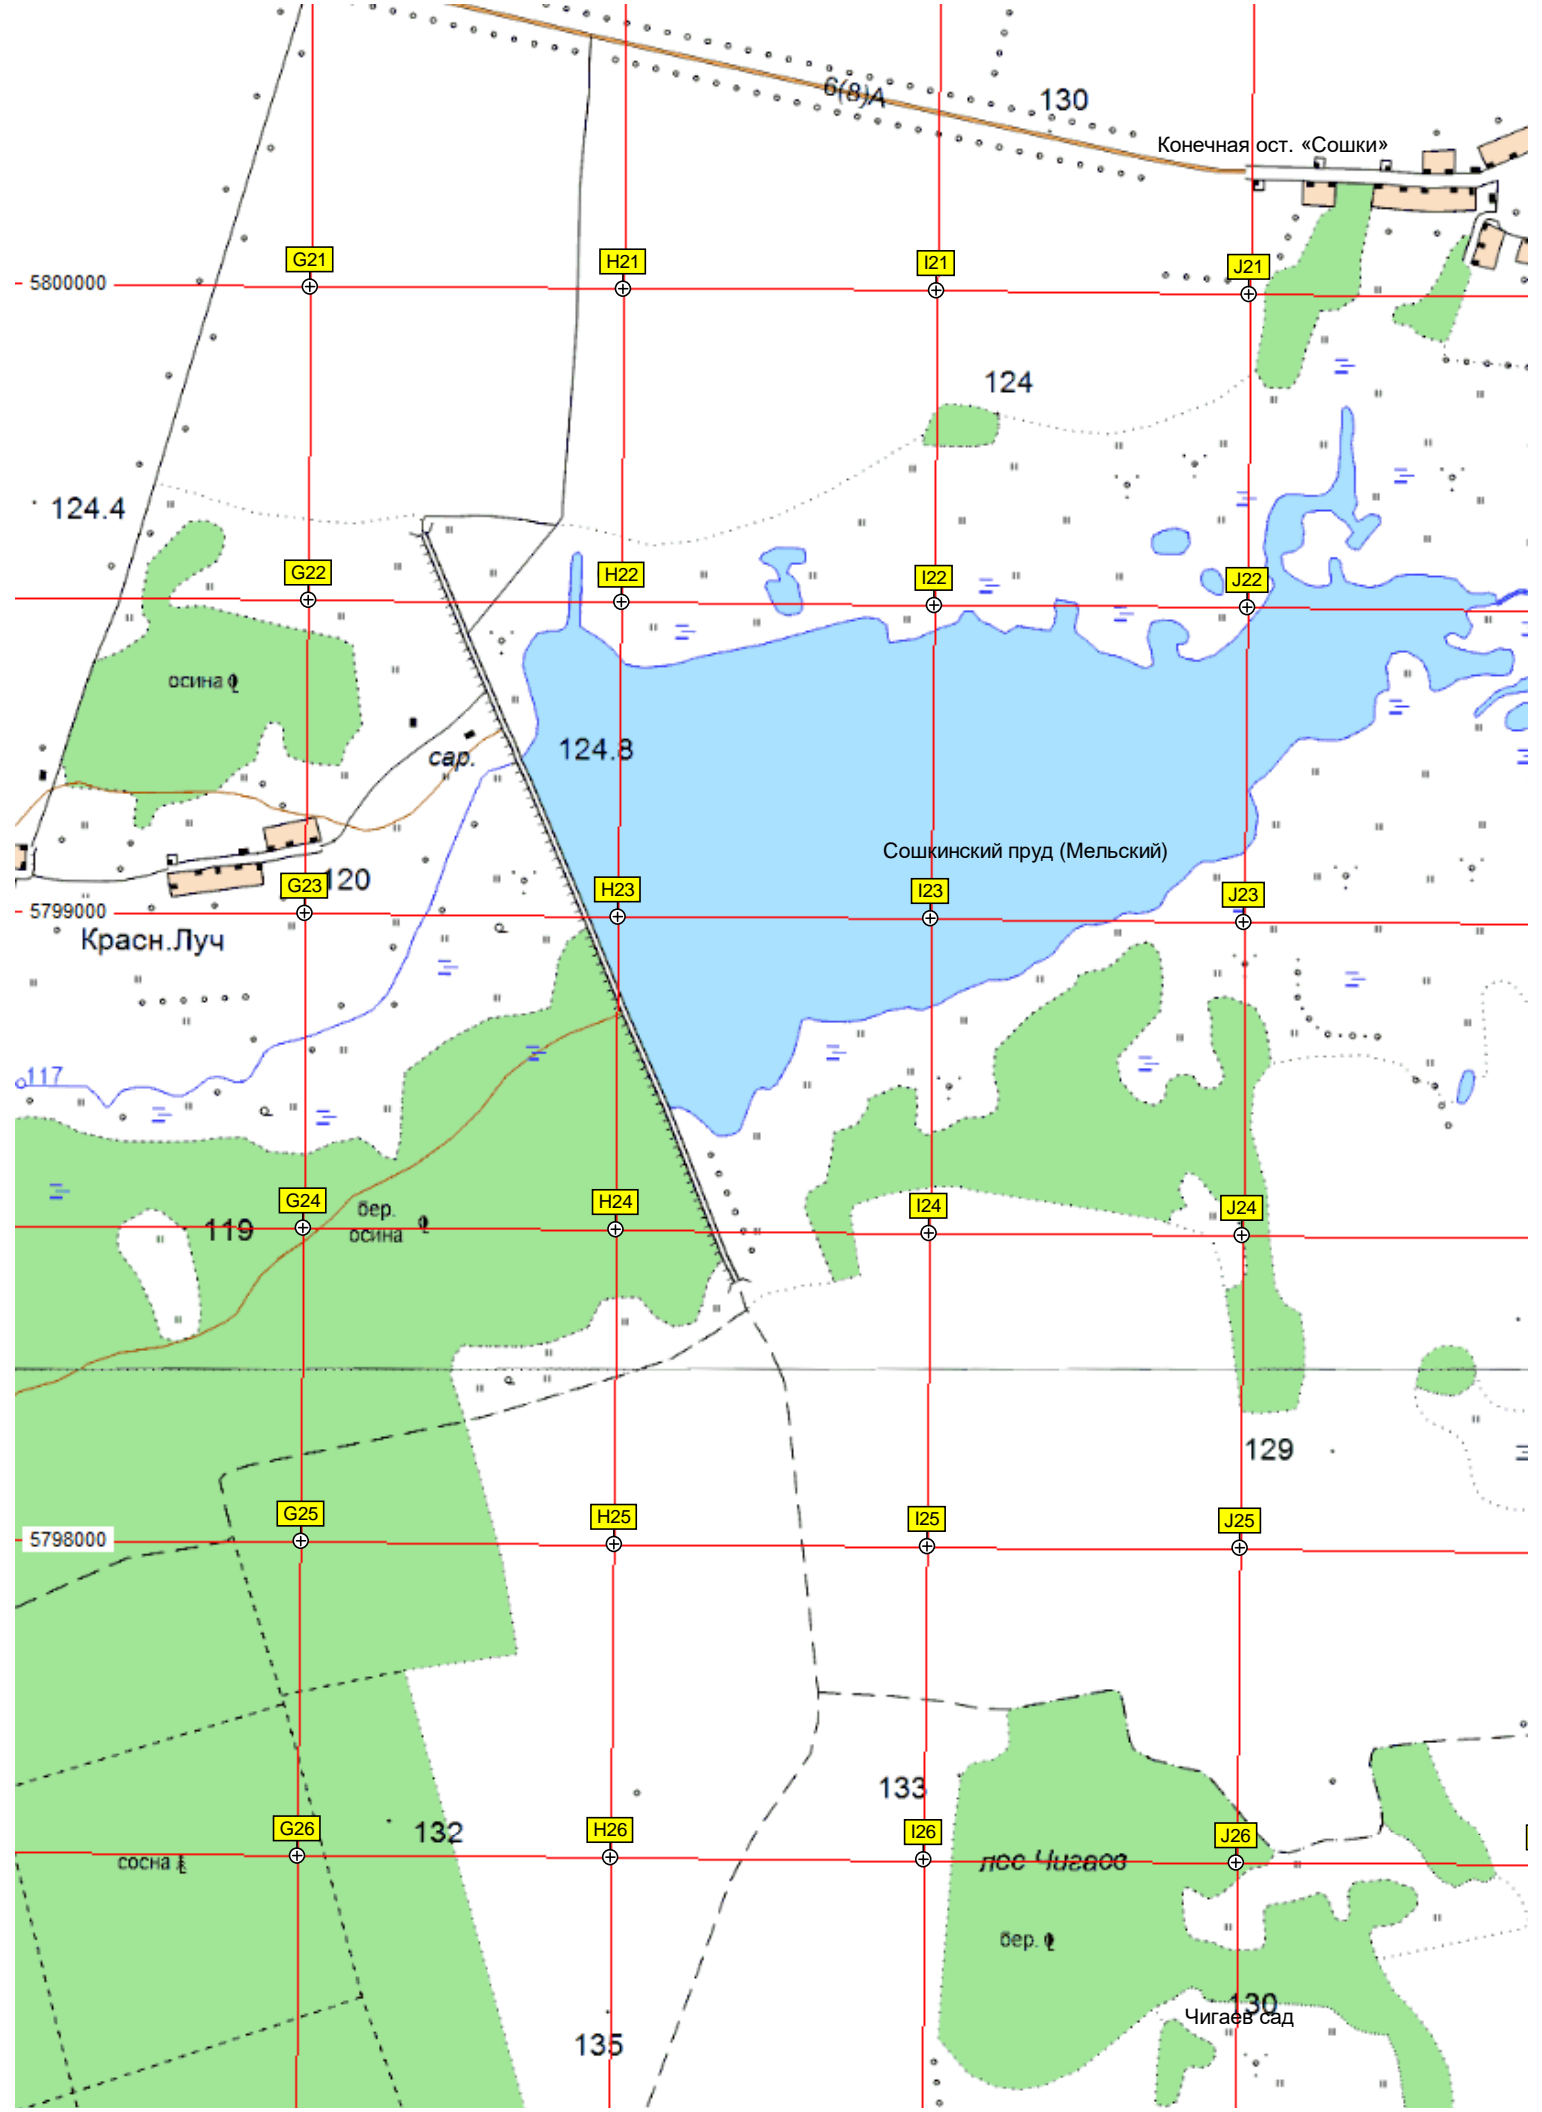 6(8)А
130
Конечная ост. «Сошки»
G21
H21
I21
J21
5800000
124
124.4
G22
H22
I22
J22
осина
124.8
сар.
Сошкинский пруд (Мельский)
G23
120
H23
I23
J23
5799000
Красн.Луч
117
G24
H24
I24
J24
119
бер.
осина
129
G25
H25
I25
J25
5798000
133
G26
132
H26
I26
J26
сосна
лес Чигаев
бер.
130
Чигаев сад
135